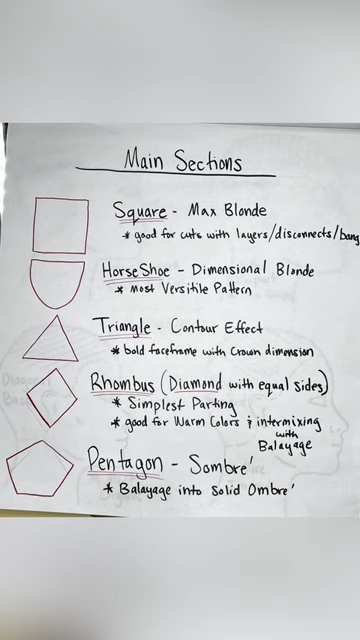 Main Sections
Square - Max Blonde
* good for cuts with layers/disconnects/bang
HorseShoe - Dimensional Blonde
* Most Versitile Pattern
Triangle - Contour Effect
* bold faceframe with Crown dimension
Rhombus (Diamond with equal sides)
* Simplest Parting
* good for Warm Colors & intermixing
with
Balayage
Pentagon - Sombre'
* Balayage into Solid Ombre'